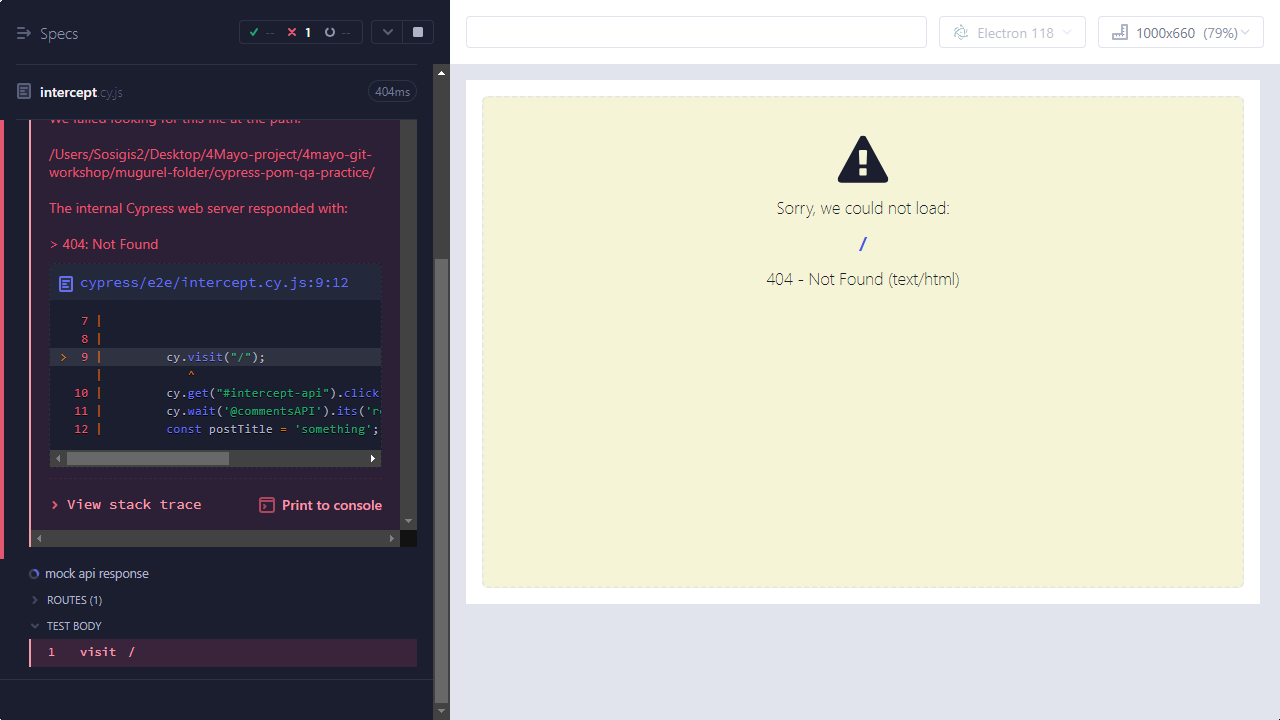 Specs
-- 1 --
Electron 118
1000x660 (79%)
intercept.cy.js
404ms
We failed looking for this file at the path:
/Users/Sosigis2/Desktop/4Mayo-project/4mayo-git-
workshop/mugurel-folder/cypress-pom-qa-practice/
The internal Cypress web server responded with:
> 404: Not Found
cypress/e2e/intercept.cy.js:9:12
7 |
8 |
> 9 | cy.visit("/");
| ^
10 | cy.get("#intercept-api").click
11 | cy.wait('@commentsAPI').its('re
12 | const postTitle = 'something';
View stack trace
Print to console
mock api response
ROUTES (1)
TEST BODY
1 visit /
Sorry, we could not load:
/
404 - Not Found (text/html)